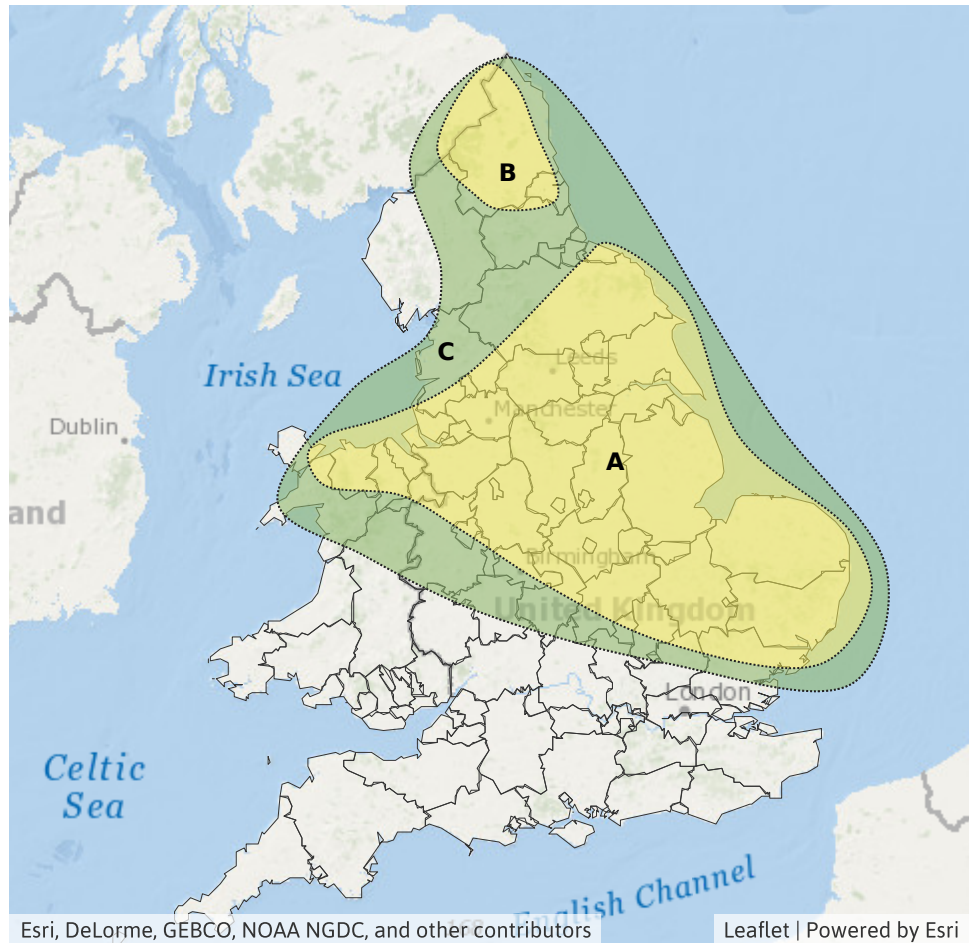 B
Irish Sea
C
Leeds
Dublin
Manchester
A
and
Birmingham
United Kingdom
London
Celtic
Sea
English Channel
Esri, DeLorme, GEBCO, NOAA NGDC, and other contributors
Leaflet | Powered by Esri